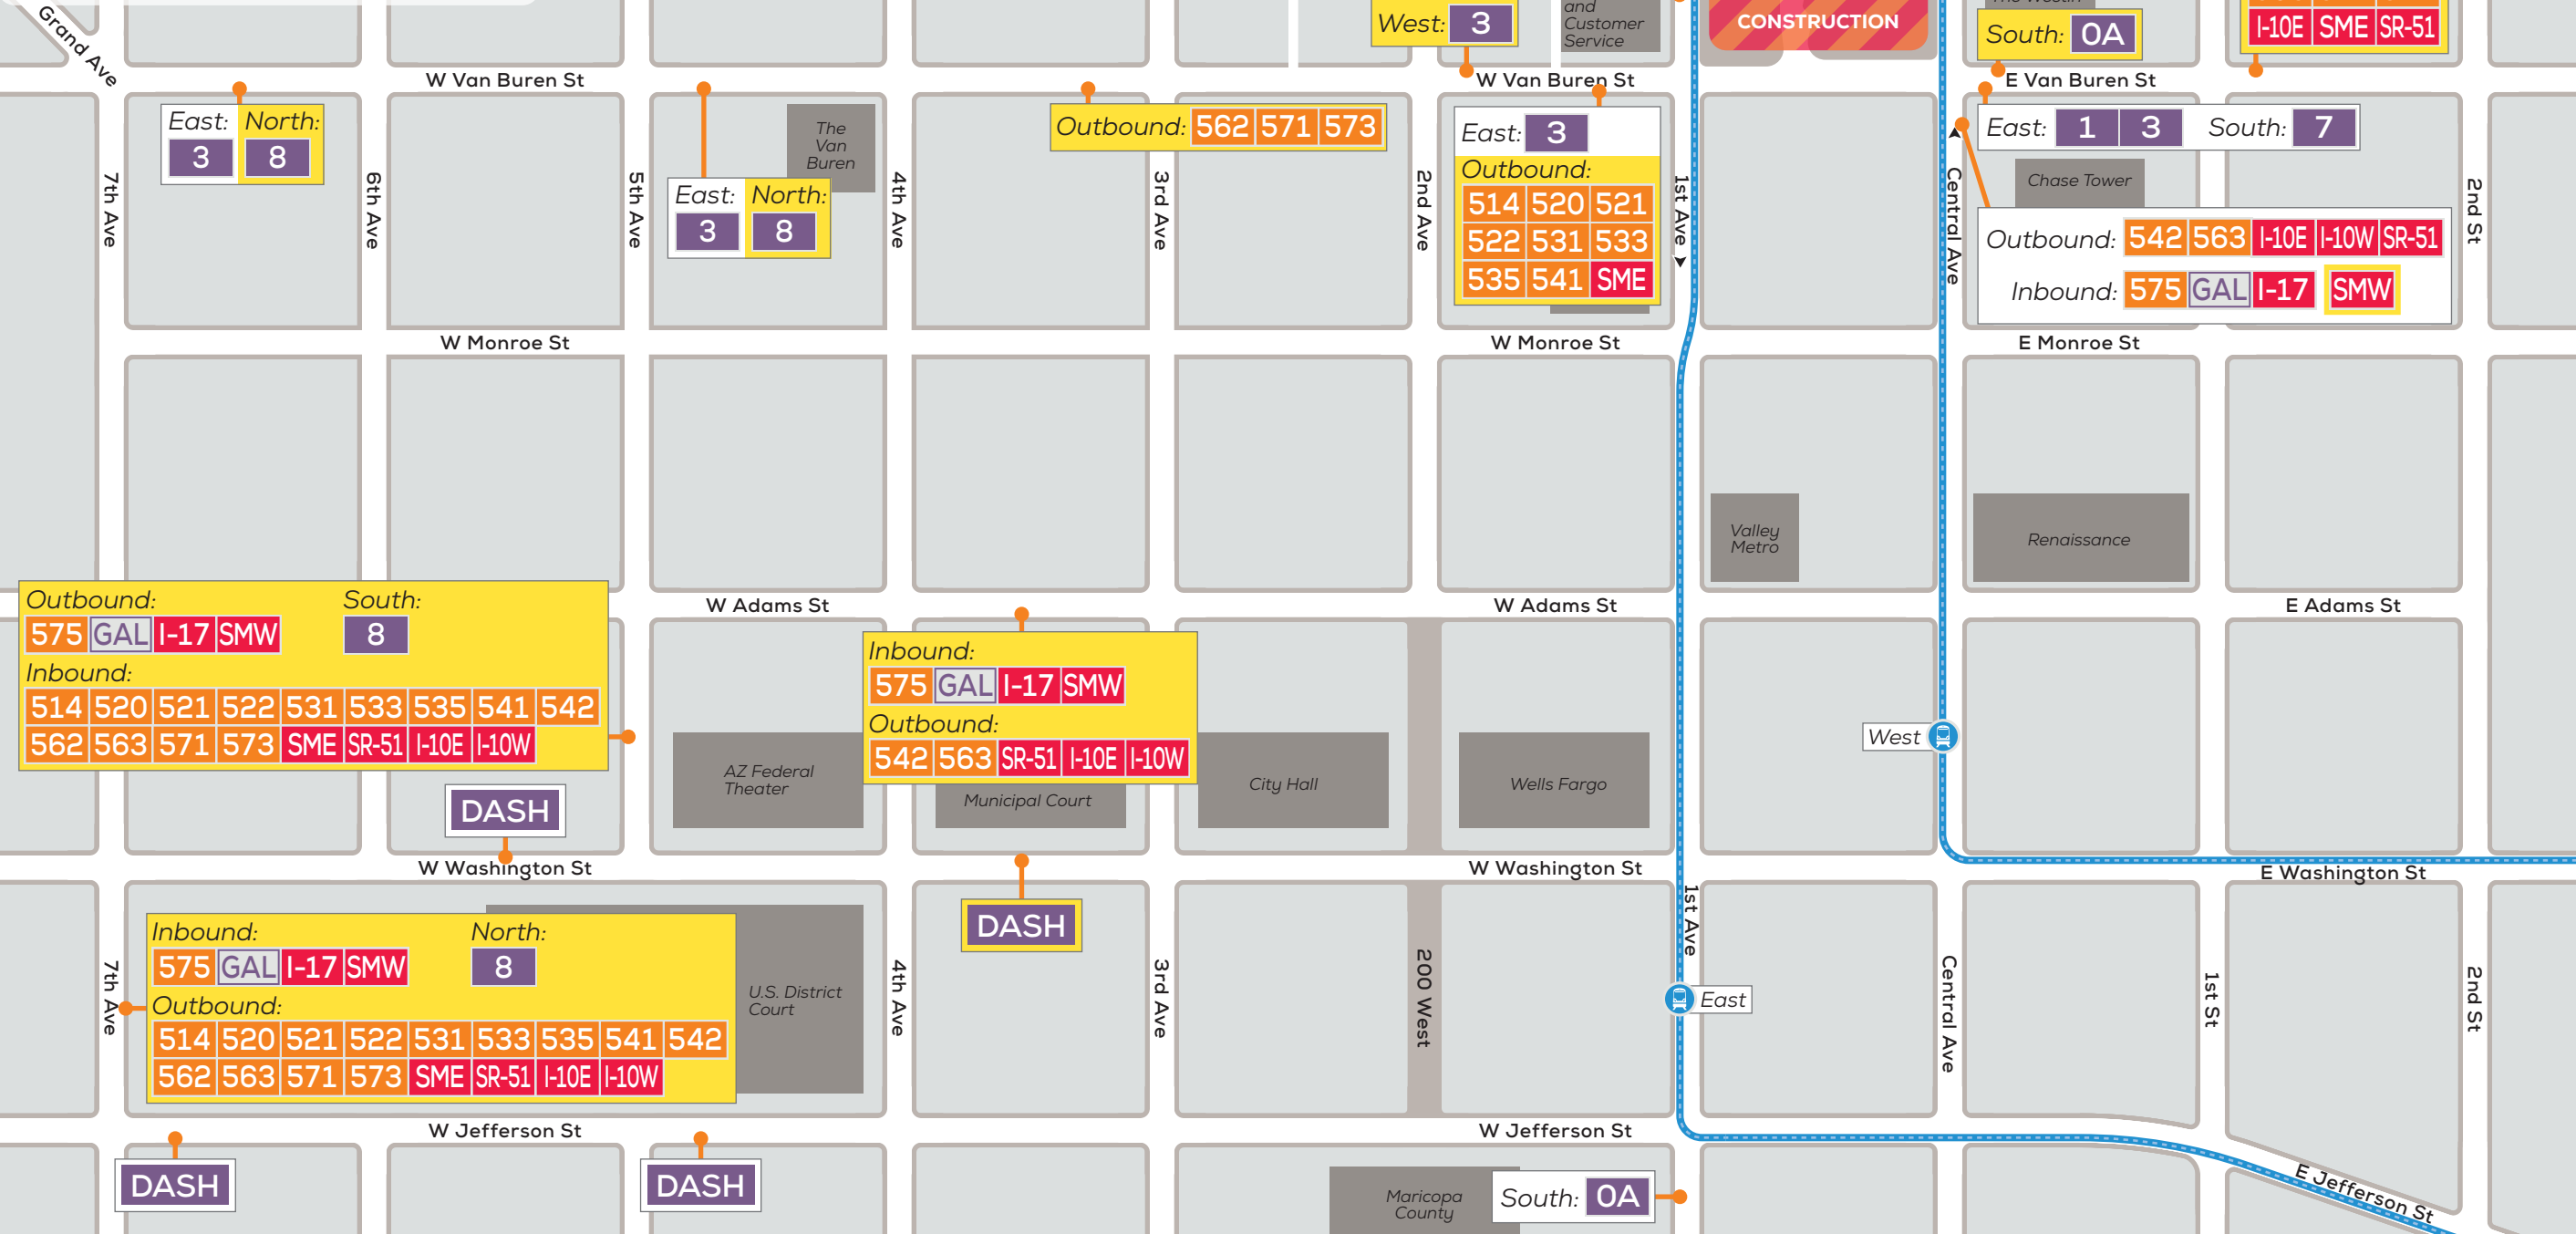 Grand Ave
West: 3
and
Customer
Service
CONSTRUCTION
South: 0A
I-10E SME SR-51
W Van Buren St
W Van Buren St
E Van Buren St
East: North:
3 8
The
Van
Buren
East: North:
3 8
Outbound: 562 571 573
East: 3
Outbound:
514 520 521
522 531 533
535 541 SME
East: 1 3 South: 7
Chase Tower
Outbound: 542 563 I-10E I-10W SR-51
Inbound: 575 GAL I-17 SMW
7th Ave
6th Ave
5th Ave
4th Ave
3rd Ave
2nd Ave
1st Ave
Central Ave
2nd St
W Monroe St
W Monroe St
E Monroe St
Valley
Metro
Renaissance
Outbound: South:
575 GAL I-17 SMW 8
Inbound:
514 520 521 522 531 533 535 541 542
562 563 571 573 SME SR-51 I-10E I-10W
W Adams St
W Adams St
E Adams St
Inbound:
575 GAL I-17 SMW
Outbound:
542 563 SR-51 I-10E I-10W
AZ Federal
Theater
Municipal Court
City Hall
Wells Fargo
West
DASH
W Washington St
W Washington St
E Washington St
DASH
Inbound: North:
575 GAL I-17 SMW 8
Outbound:
514 520 521 522 531 533 535 541 542
562 563 571 573 SME SR-51 I-10E I-10W
U.S. District
Court
7th Ave
4th Ave
3rd Ave
200 West
1st Ave
East
Central Ave
1st St
2nd St
W Jefferson St
W Jefferson St
E Jefferson St
DASH
DASH
Maricopa
County
South: 0A